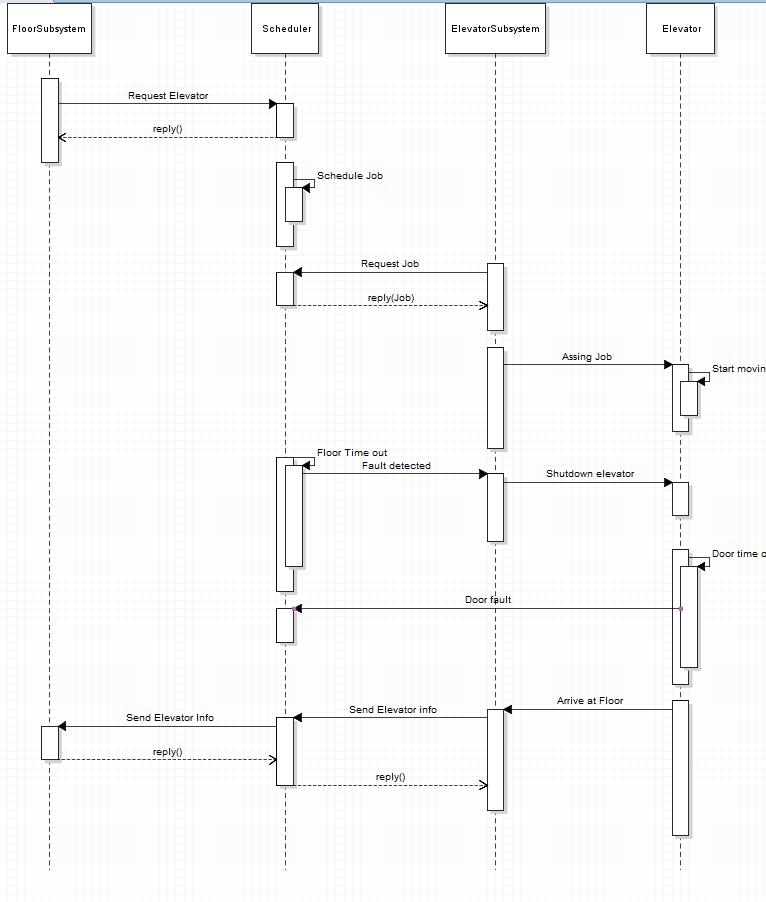 FloorSubsystem
Scheduler
ElevatorSubsystem
Elevator
Request Elevator
reply()
Schedule Job
Request Job
reply(Job)
Assing Job
Start movin
Floor Time out
Fault detected
Shutdown elevator
Door time o
Door fault
Arrive at Floor
Send Elevator info
Send Elevator Info
reply()
reply()